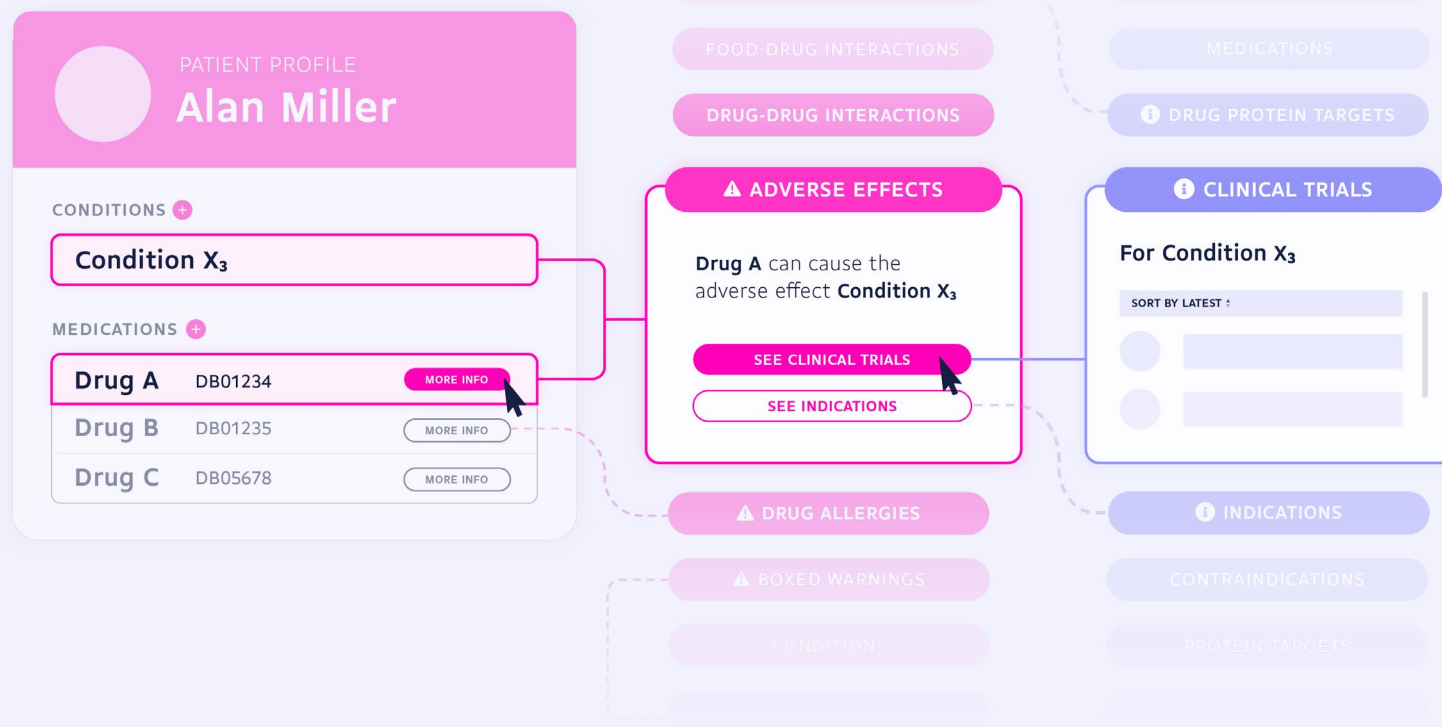 PATIENT PROFILE
Alan Miller
CONDITIONS +
Condition X₃
MEDICATIONS +
Drug A DB01234 MORE INFO
Drug B DB01235 MORE INFO
Drug C DB05678 MORE INFO
FOOD-DRUG INTERACTIONS
DRUG-DRUG INTERACTIONS
ADVERSE EFFECTS
Drug A can cause the
adverse effect Condition X₃
SEE CLINICAL TRIALS
SEE INDICATIONS
DRUG ALLERGIES
BOXED WARNINGS
CONDITIONS
MEDICATIONS
DRUG PROTEIN TARGETS
CLINICAL TRIALS
For Condition X₃
SORT BY LATEST
INDICATIONS
CONTRAINDICATIONS
PROTEIN TARGETS